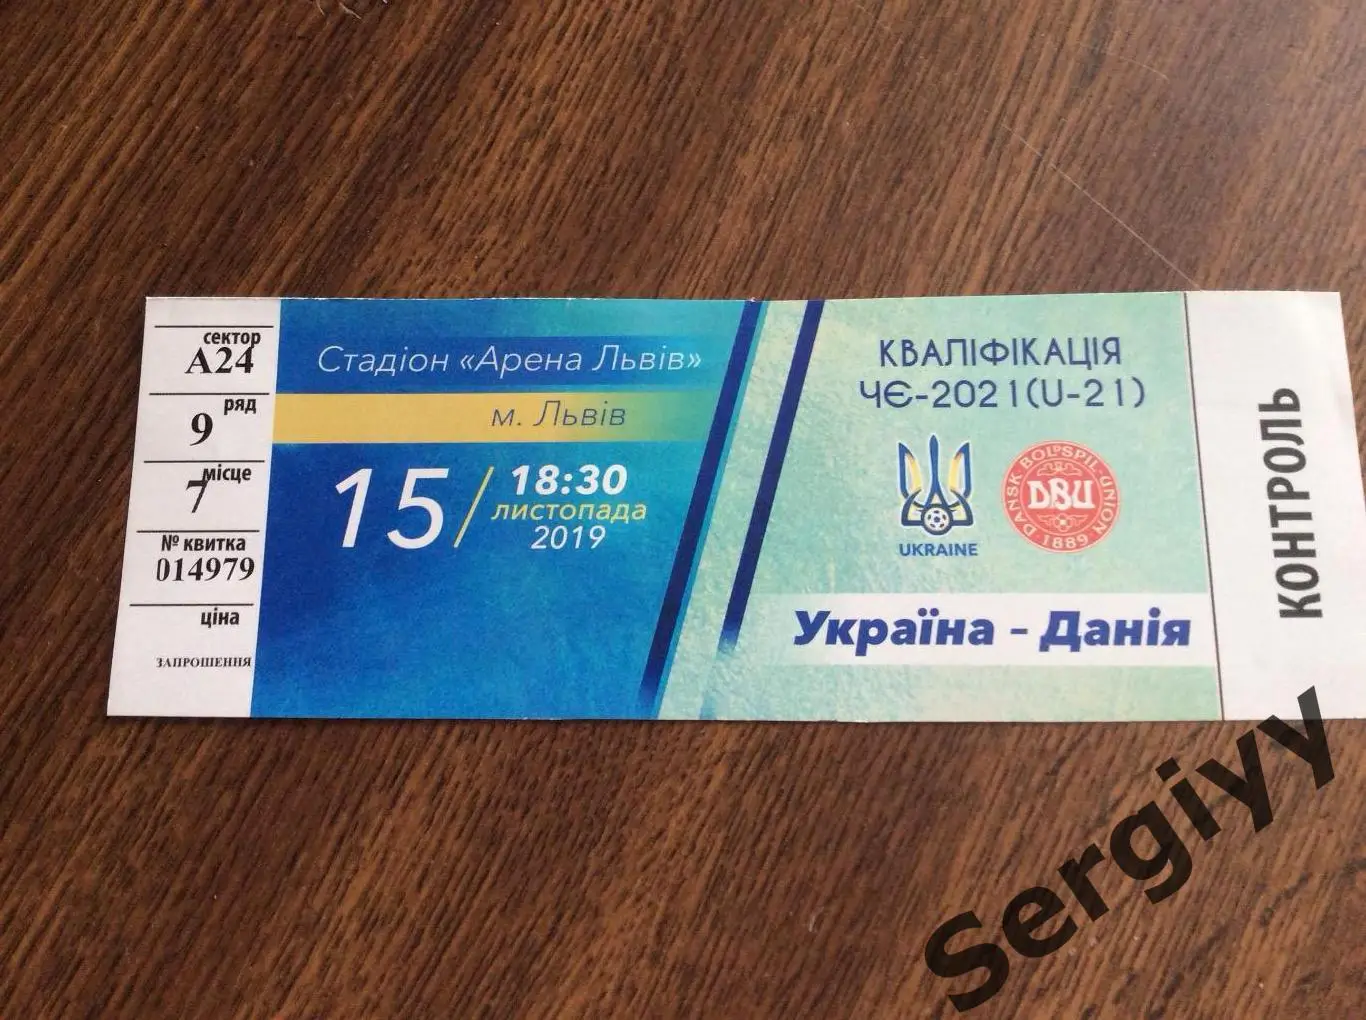 сектор
А24
ряд
9
місце
7
№ квитка
014979
ціна
ЗАПРОШЕННЯ
Стадіон «Арена Львів»
м. Львів
15 / 18:30
листопада
2019
КВАЛІФІКАЦІЯ
ЧЄ-2021(U-21)
UKRAINE
DANSK BOLDSPIL-UNION
DBU
1889
Україна - Данія
КОНТРОЛЬ
Sergiyy